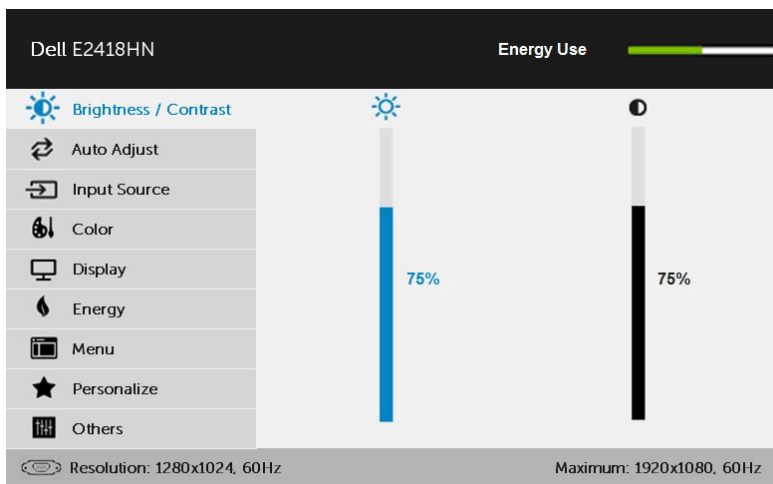 Dell E2418HN
Energy Use
Brightness / Contrast
Auto Adjust
Input Source
Color
Display
Energy
Menu
Personalize
Others
75%
75%
Resolution: 1280x1024, 60Hz
Maximum: 1920x1080, 60Hz